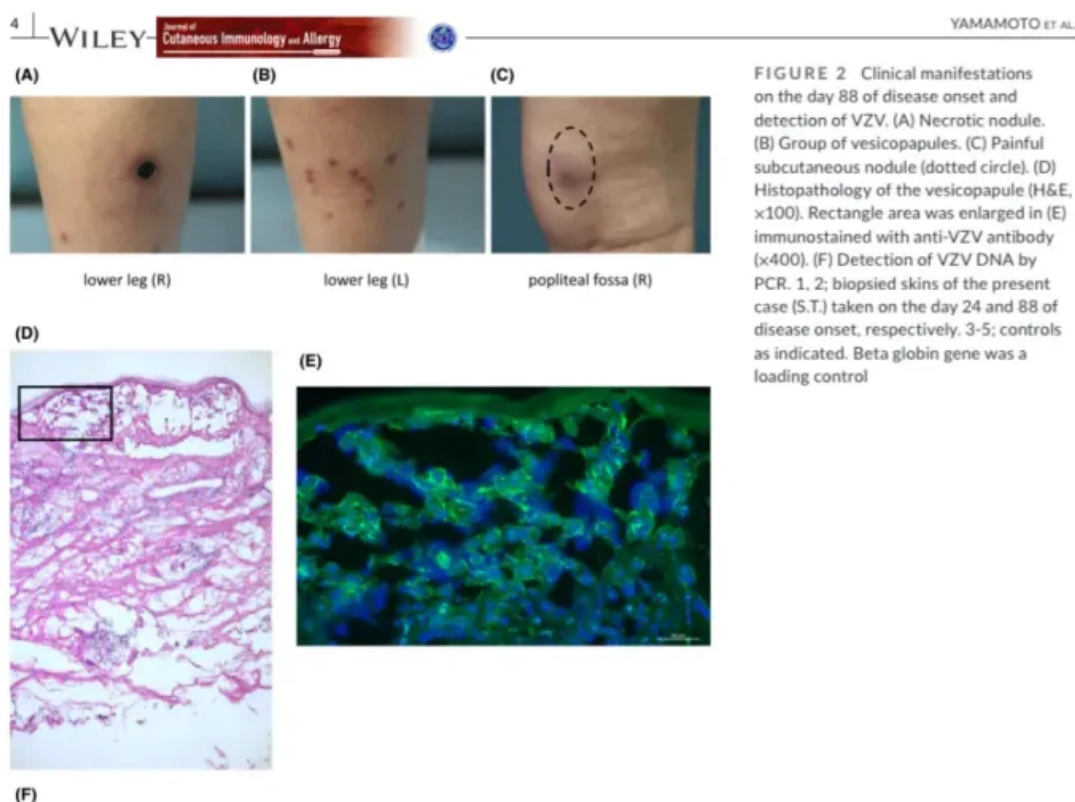 4
WILEY
Journal of
Cutaneous Immunology and Allergy
YAMAMOTO ET AL.
(A)
(B)
(C)
lower leg (R)
lower leg (L)
popliteal fossa (R)
FIGURE 2 Clinical manifestations
on the day 88 of disease onset and
detection of VZV. (A) Necrotic nodule.
(B) Group of vesicopapules. (C) Painful
subcutaneous nodule (dotted circle). (D)
Histopathology of the vesicopapule (H&E,
×100). Rectangle area was enlarged in (E)
immunostained with anti-VZV antibody
(×400). (F) Detection of VZV DNA by
PCR. 1, 2; biopsied skins of the present
case (S.T.) taken on the day 24 and 88 of
disease onset, respectively. 3-5; controls
as indicated. Beta globin gene was a
loading control
(D)
(E)
(F)